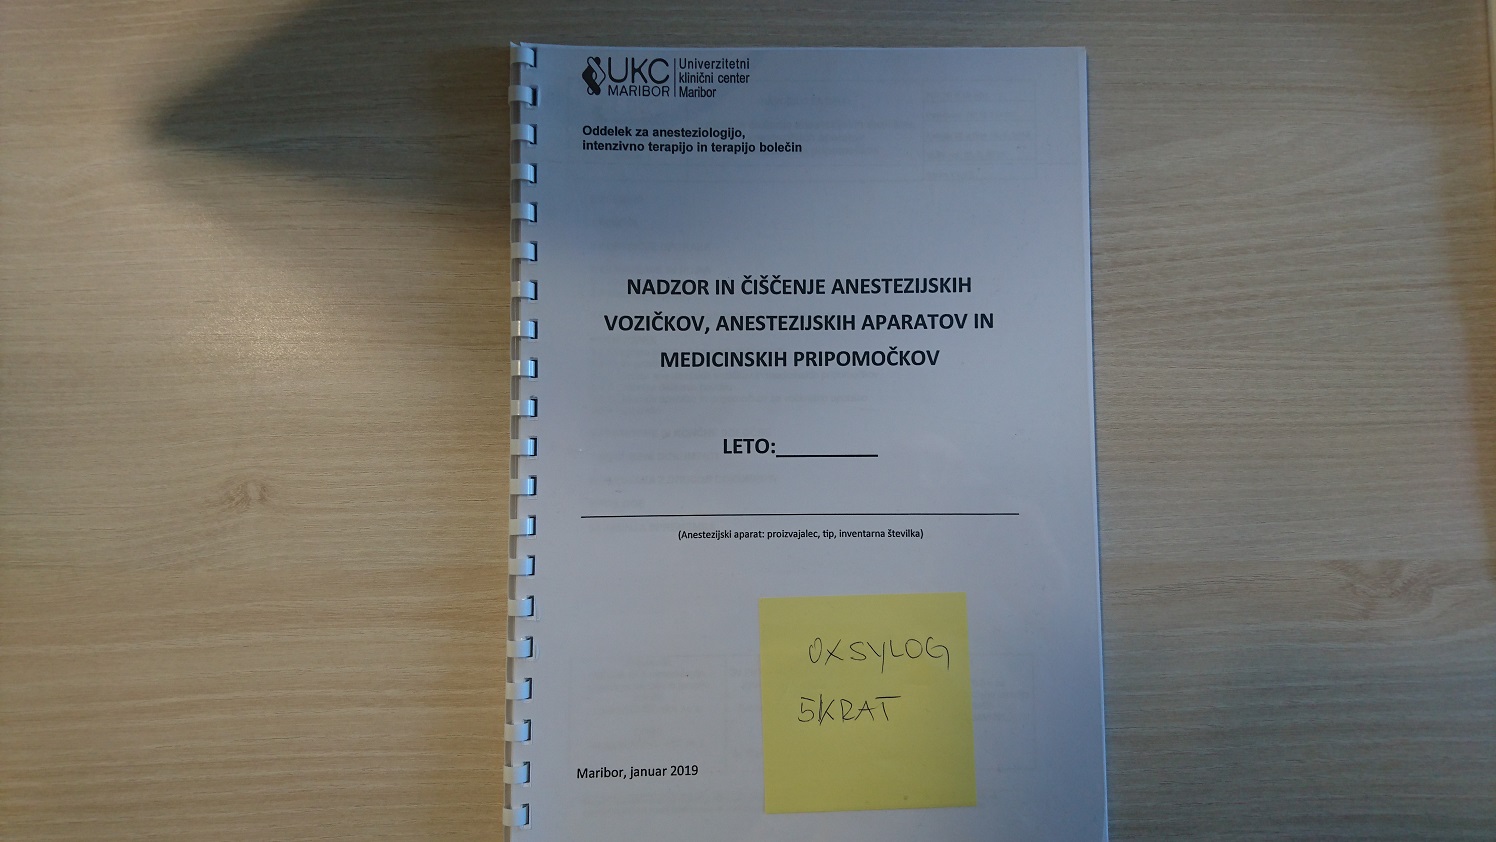 UKC
MARIBOR
Univerzitetni
klinični center
Maribor
Oddelek za anesteziologijo,
intenzivno terapijo in terapijo bolečin
NADZOR IN ČIŠČENJE ANESTEZIJSKIH
VOZIČKOV, ANESTEZIJSKIH APARATOV IN
MEDICINSKIH PRIPOMOČKOV
LETO:__________
(Anestezijski aparat: proizvajalec, tip, inventarna številka)
OXSYLOG
5KRAT
Maribor, januar 2019